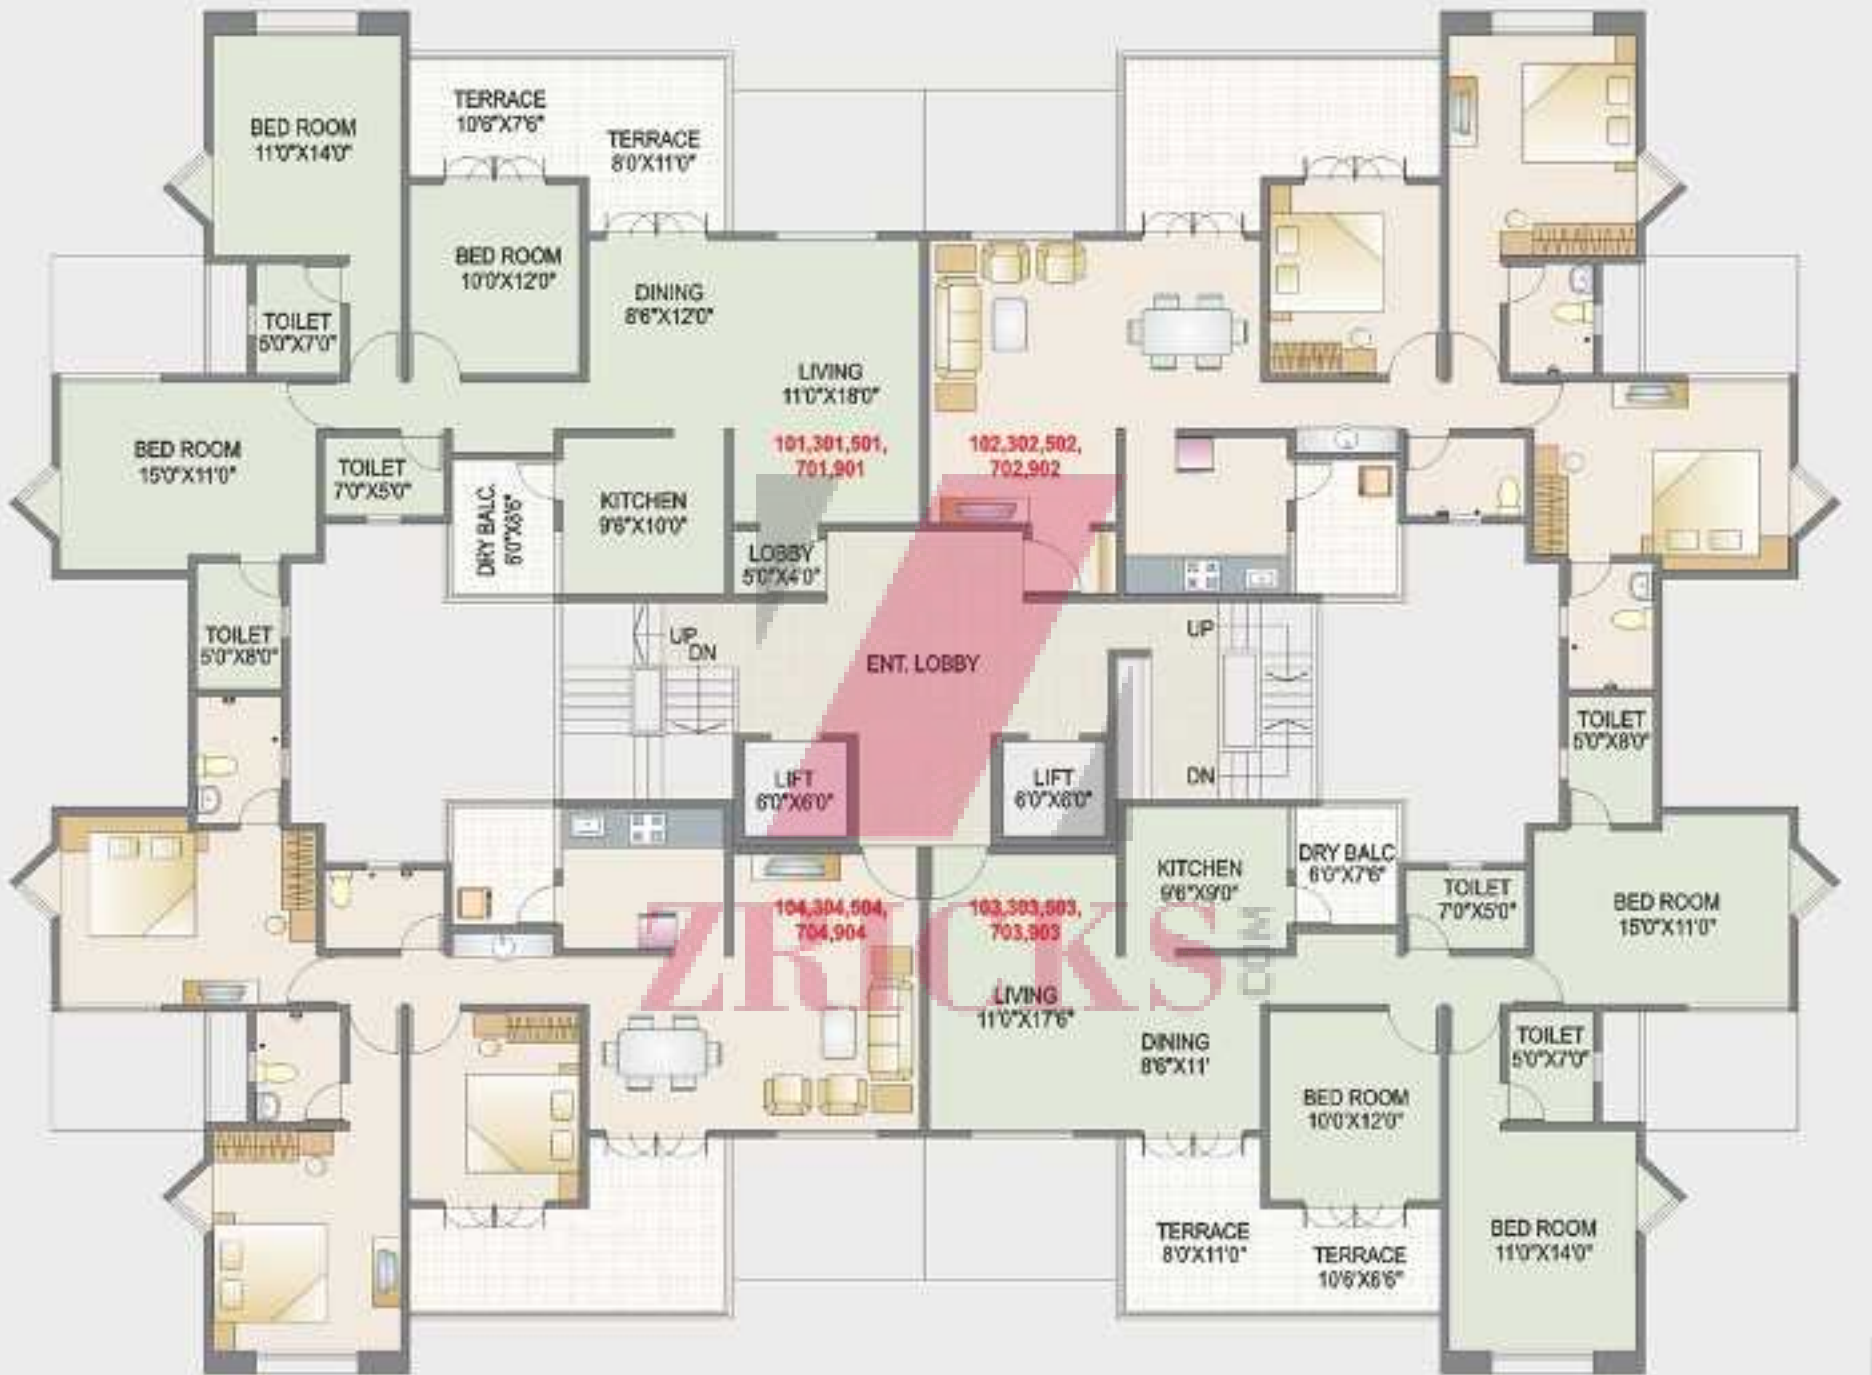 BED ROOM
11'0"X14'0"
TERRACE
10'6"X7'6"
TERRACE
8'0'X11'0"
BED ROOM
10'0'X12'0"
TOILET
5'0"X7'0"
DINING
8'6"X12'0"
LIVING
11'0"X18'0"
101,301,501,
701,901
102,302,502,
702,902
BED ROOM
15'0"X11'0"
TOILET
7'0"X5'0"
DRY BALC.
6'0"X8'6"
KITCHEN
9'6"X10'0"
LOBBY
5'0"X4'0"
TOILET
5'0"X8'0"
UP
DN
ENT. LOBBY
UP
DN
LIFT
6'0"X6'0"
LIFT
6'0"X6'0"
TOILET
5'0"X8'0"
KITCHEN
9'6"X9'0"
DRY BALC
6'0"X7'6"
TOILET
7'0"X5'0"
BED ROOM
15'0"X11'0"
104,304,504,
704,904
103,303,503,
703,903
ZRICKS
.COM
LIVING
11'0"X17'6"
DINING
8'6"X11'
TOILET
5'0"X7'0"
BED ROOM
10'0'X12'0"
TERRACE
8'0'X11'0"
TERRACE
10'6'X6'6"
BED ROOM
11'0"X14'0"